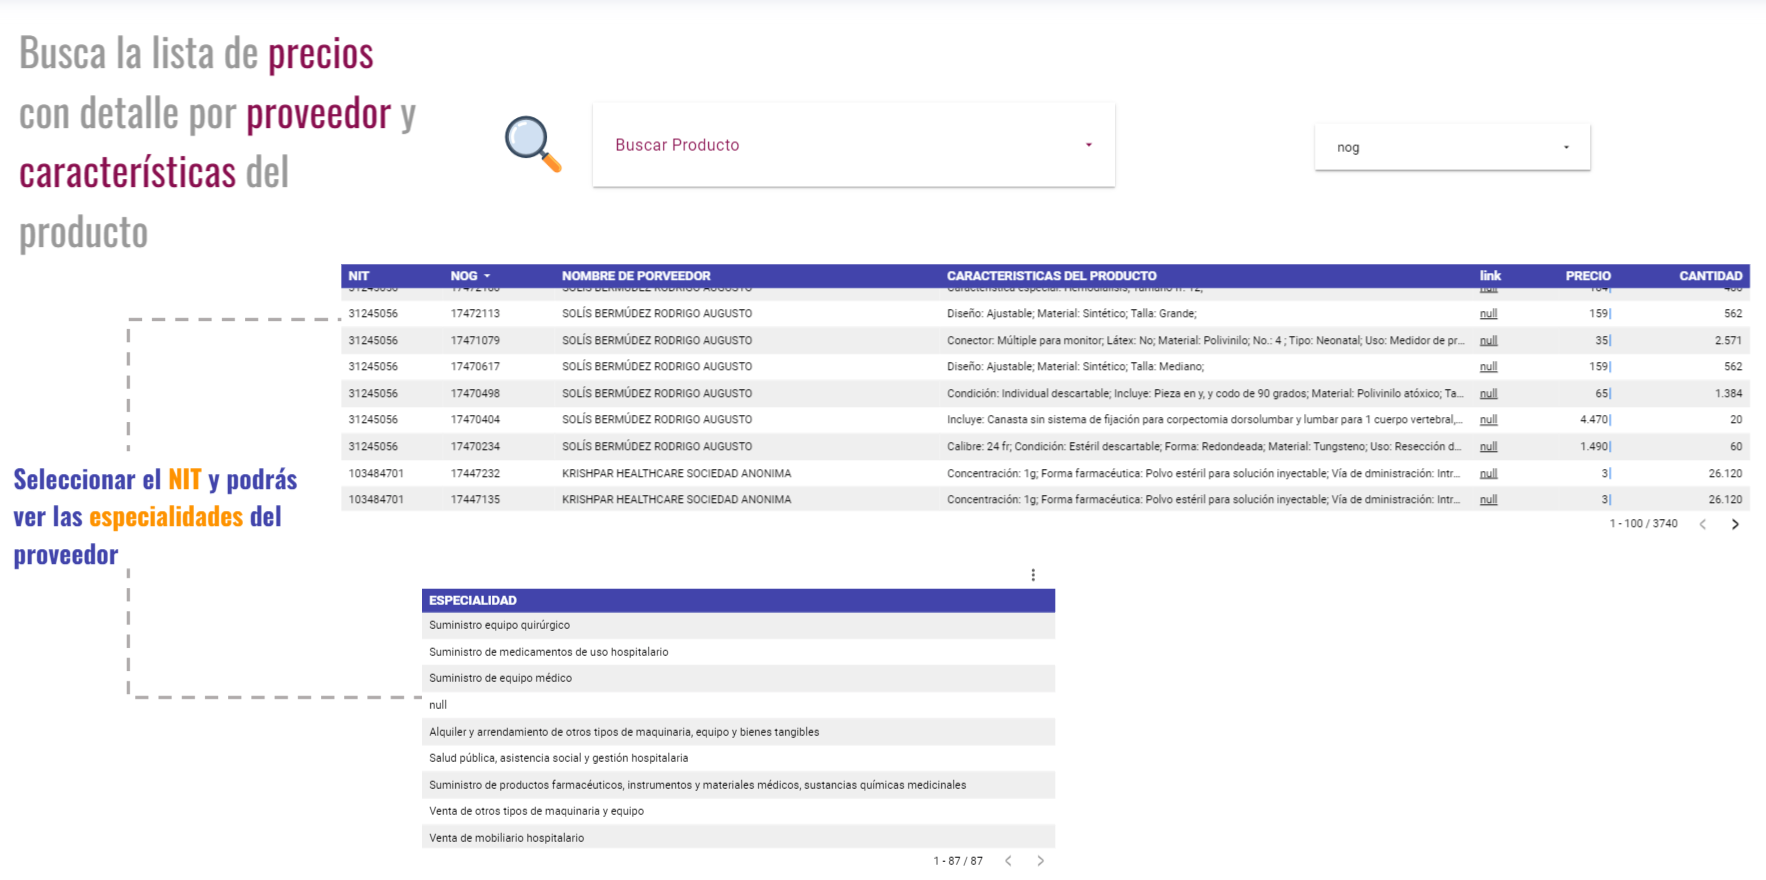 Busca la lista de precios
con detalle por proveedor y
características del
producto
Buscar Producto
nog
NIT NOG NOMBRE DE PORVEEDOR CARACTERISTICAS DEL PRODUCTO link PRECIO CANTIDAD
31245056 SOLÍS BERMÚDEZ RODRIGO AUGUSTO Característica especial: Hemodiálisis; Tamaño fr: 12; null
31245056 17472113 SOLÍS BERMÚDEZ RODRIGO AUGUSTO Diseño: Ajustable; Material: Sintético; Talla: Grande; null 159 562
31245056 17471079 SOLÍS BERMÚDEZ RODRIGO AUGUSTO Conector: Múltiple para monitor; Látex: No; Material: Polivinilo; No.: 4 ; Tipo: Neonatal; Uso: Medidor de pr... null 35 2.571
31245056 17470617 SOLÍS BERMÚDEZ RODRIGO AUGUSTO Diseño: Ajustable; Material: Sintético; Talla: Mediano; null 159 562
31245056 17470498 SOLÍS BERMÚDEZ RODRIGO AUGUSTO Condición: Individual descartable; Incluye: Pieza en y, y codo de 90 grados; Material: Polivinilo atóxico; Ta... null 65 1.384
31245056 17470404 SOLÍS BERMÚDEZ RODRIGO AUGUSTO Incluye: Canasta sin sistema de fijación para corpectomia dorsolumbar y lumbar para 1 cuerpo vertebral,... null 4.470 20
31245056 17470234 SOLÍS BERMÚDEZ RODRIGO AUGUSTO Calibre: 24 fr; Condición: Estéril descartable; Forma: Redondeada; Material: Tungsteno; Uso: Resección d... null 1.490 60
103484701 17447232 KRISHPAR HEALTHCARE SOCIEDAD ANONIMA Concentración: 1g; Forma farmacéutica: Polvo estéril para solución inyectable; Vía de dministración: Intr... null 3 26.120
103484701 17447135 KRISHPAR HEALTHCARE SOCIEDAD ANONIMA Concentración: 1g; Forma farmacéutica: Polvo estéril para solución inyectable; Vía de dministración: Intr... null 3 26.120
1 - 100 / 3740
Seleccionar el NIT y podrás
ver las especialidades del
proveedor
ESPECIALIDAD
Suministro equipo quirúrgico
Suministro de medicamentos de uso hospitalario
Suministro de equipo médico
null
Alquiler y arrendamiento de otros tipos de maquinaria, equipo y bienes tangibles
Salud pública, asistencia social y gestión hospitalaria
Suministro de productos farmacéuticos, instrumentos y materiales médicos, sustancias químicas medicinales
Venta de otros tipos de maquinaria y equipo
Venta de mobiliario hospitalario
1 - 87 / 87